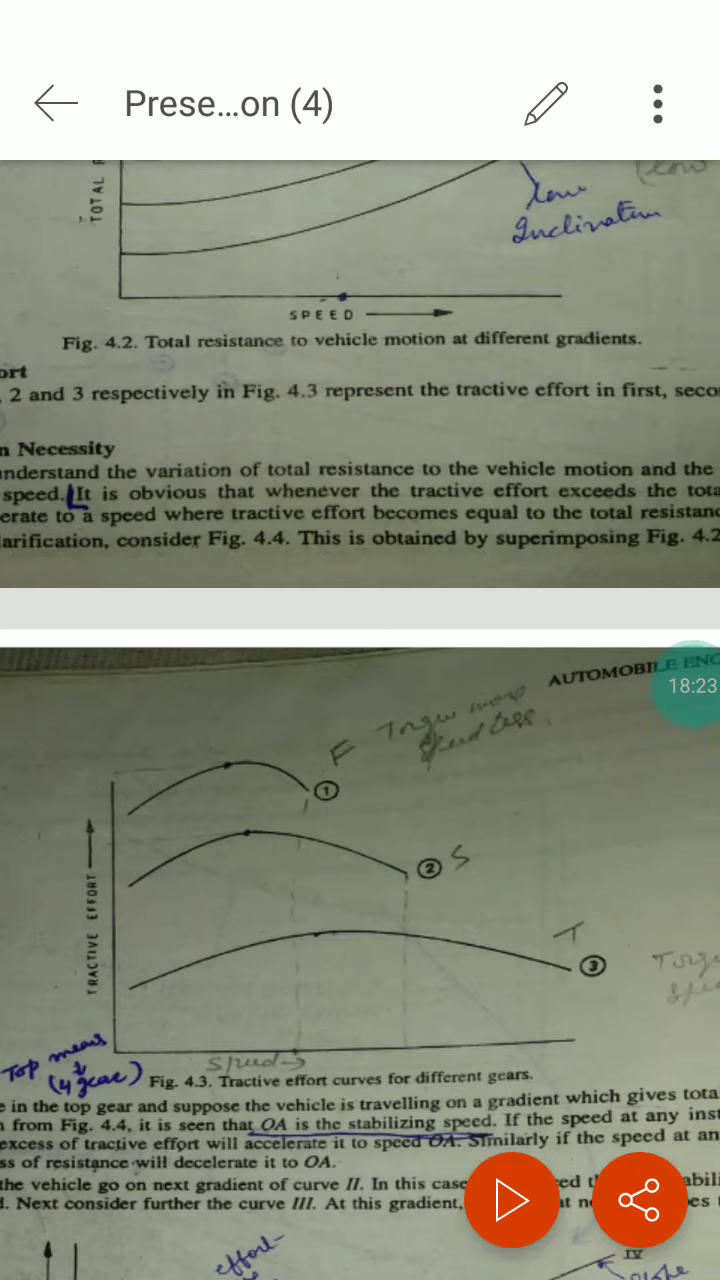 Prese...on (4)
TOTAL
(low
low
Inclination
SPEED
Fig. 4.2. Total resistance to vehicle motion at different gradients.
ort
, 2 and 3 respectively in Fig. 4.3 represent the tractive effort in first, seco
n Necessity
understand the variation of total resistance to the vehicle motion and the
speed. It is obvious that whenever the tractive effort exceeds the tota
erate to a speed where tractive effort becomes equal to the total resistanc
larification, consider Fig. 4.4. This is obtained by superimposing Fig. 4.2
AUTOMOBILE ENG
18:23
F Torque more
Speed less.
1
2 S
TRACTIVE EFFORT
T
3
Speed
Top means
(4 gear)
Fig. 4.3. Tractive effort curves for different gears.
e in the top gear and suppose the vehicle is travelling on a gradient which gives tota
from Fig. 4.4, it is seen that OA is the stabilizing speed. If the speed at any inst
excess of tractive effort will accelerate it to speed OA. Similarly if the speed at an
ss of resistance will decelerate it to OA.
the vehicle go on next gradient of curve II. In this case
abili
. Next consider further the curve III. At this gradient,
effort
IV
slope